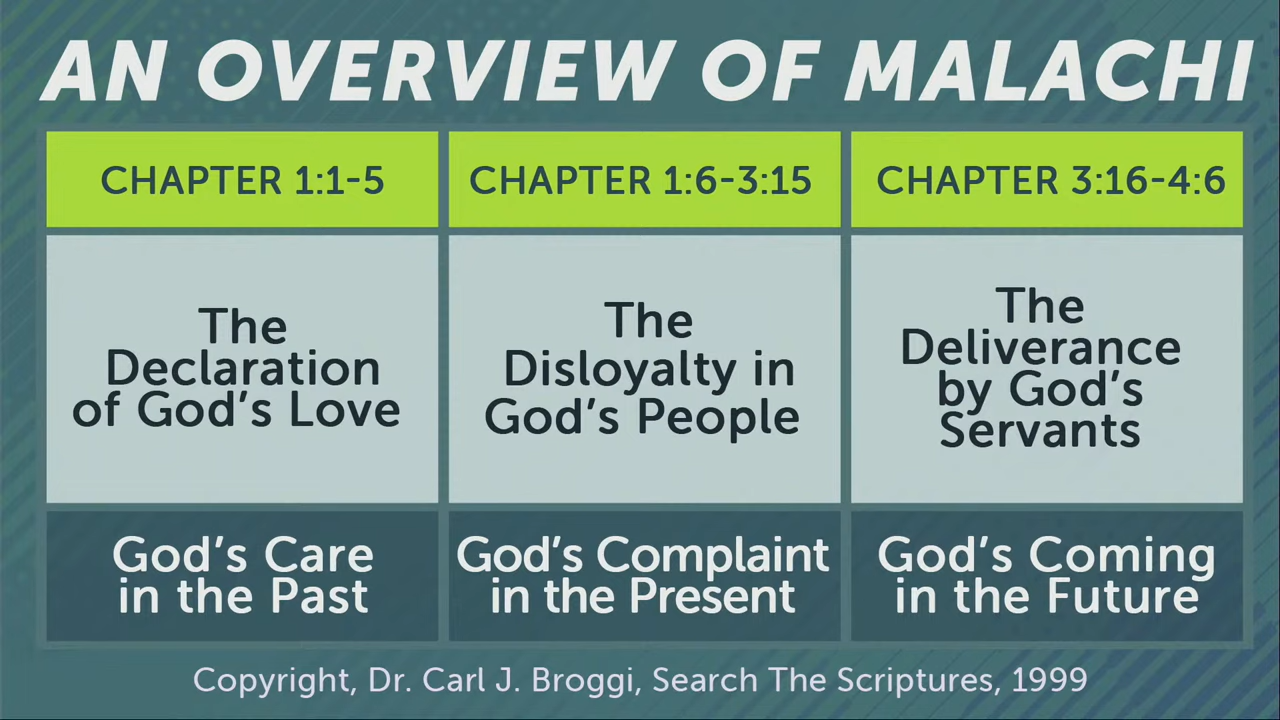 AN OVERVIEW OF MALACHI
CHAPTER 1:1-5
CHAPTER 1:6-3:15
CHAPTER 3:16-4:6
The
Declaration
of God's Love
The
Disloyalty in
God's People
The
Deliverance
by God's
Servants
God's Care
in the Past
God's Complaint
in the Present
God's Coming
in the Future
Copyright, Dr. Carl J. Broggi, Search The Scriptures, 1999